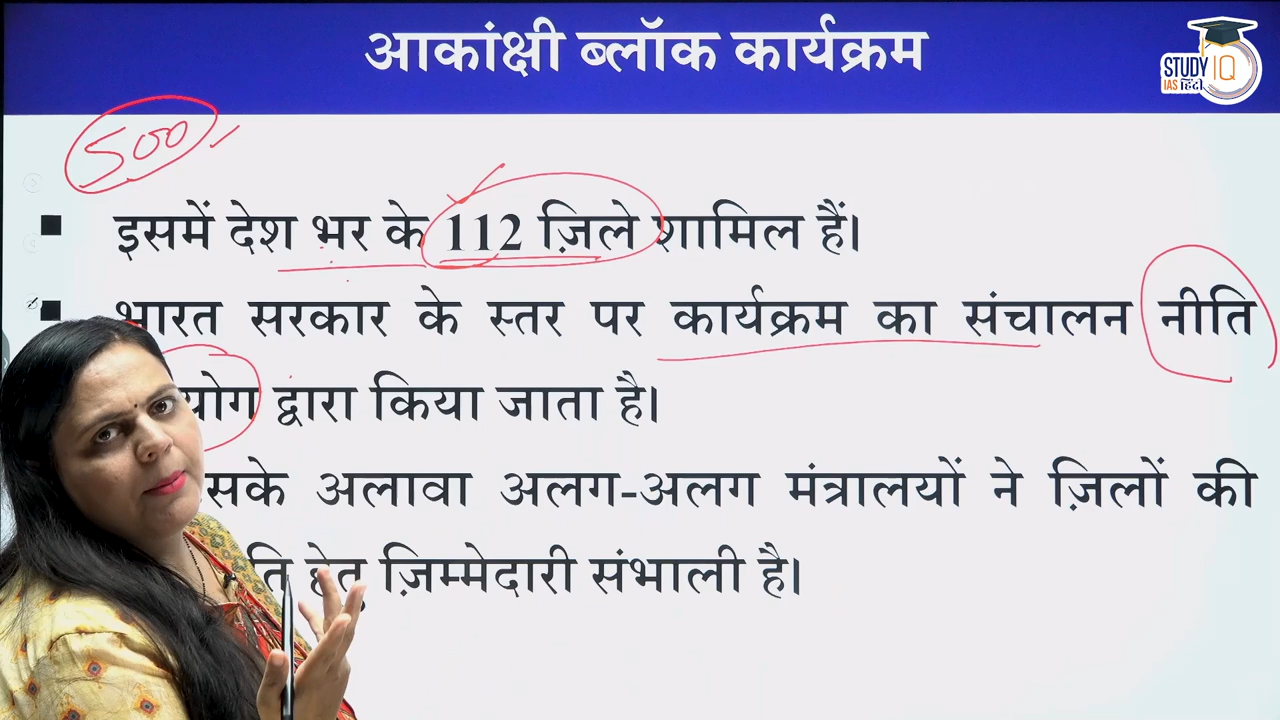 आकांक्षी ब्लॉक कार्यक्रम
STUDY IQ
IAS हिंदी
500
इसमें देश भर के 112 ज़िले शामिल हैं।
भारत सरकार के स्तर पर कार्यक्रम का संचालन नीति
द्वारा किया जाता है।
अलावा अलग-अलग मंत्रालयों ने ज़िलों की
हेतु ज़िम्मेदारी संभाली है।